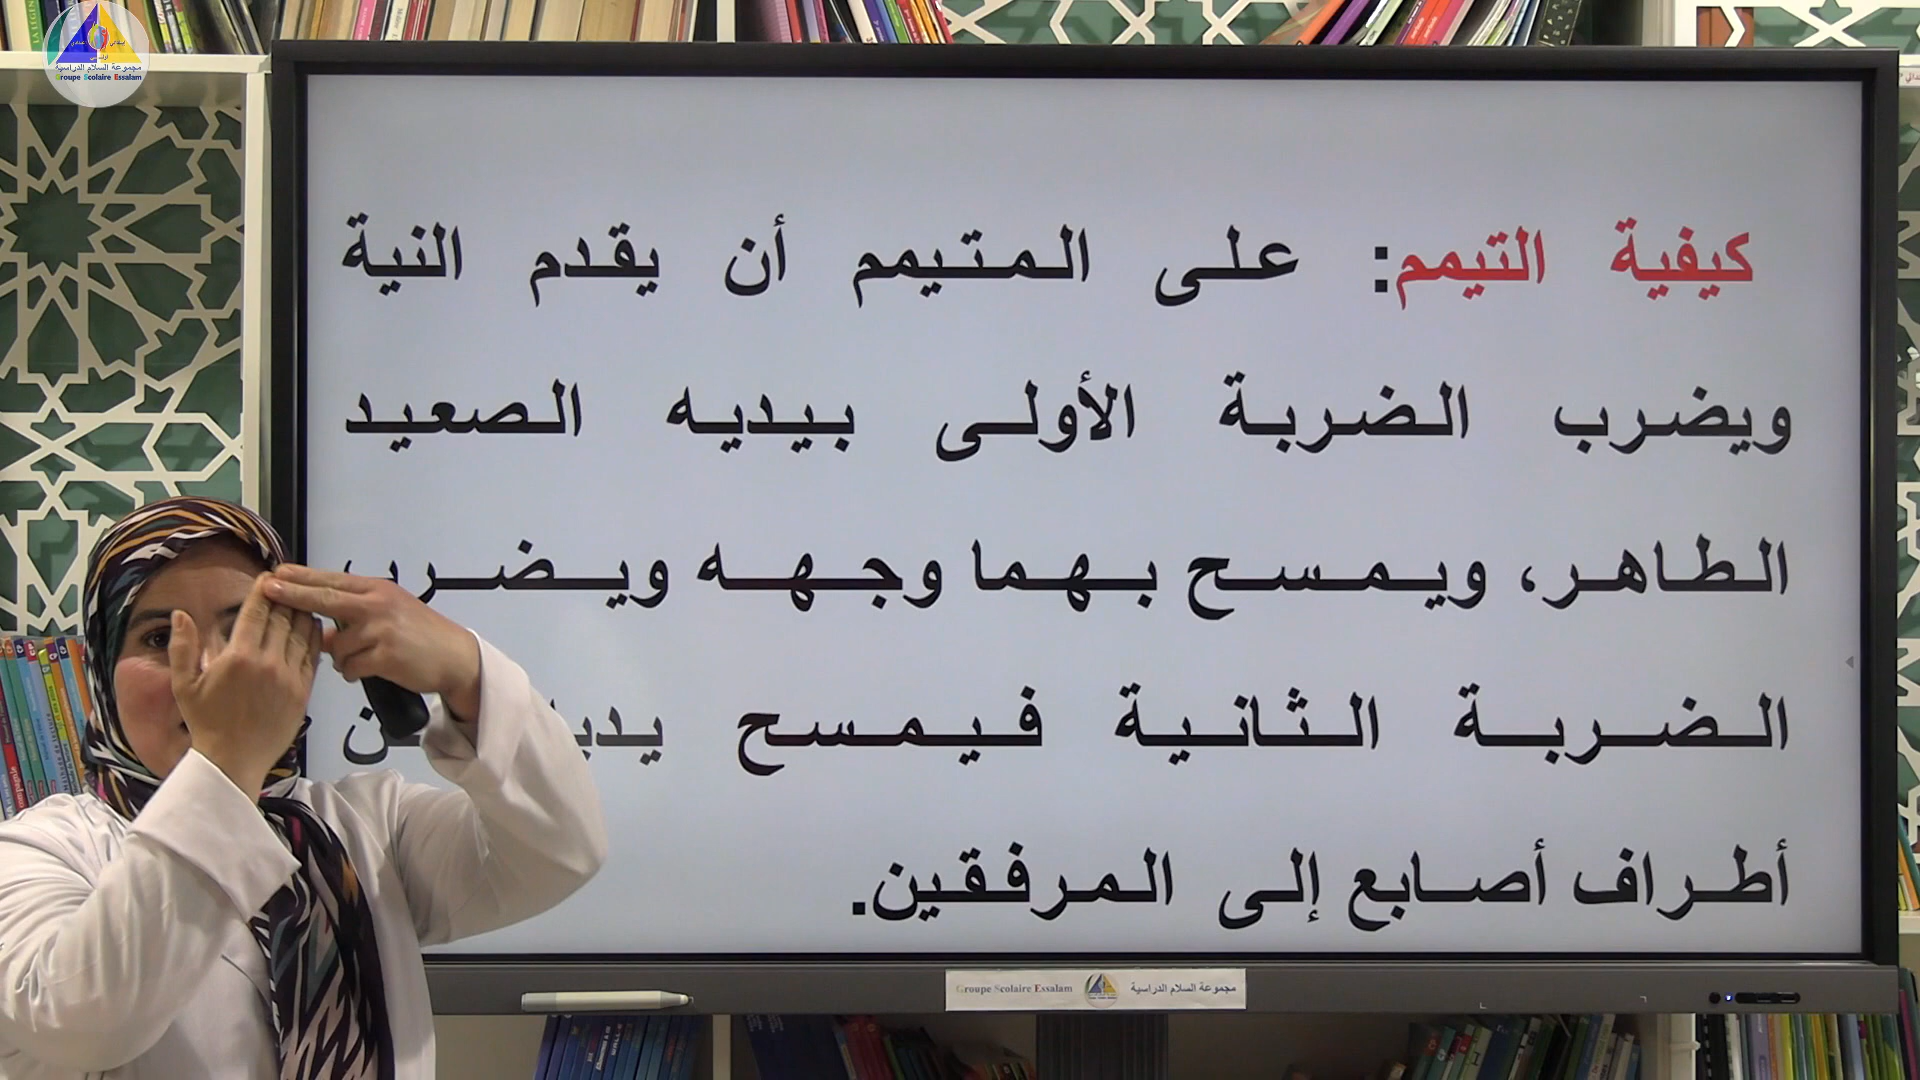 مجموعة السلام الدراسية
Groupe Scolaire Essalam
كيفية التيمم: على المتيمم أن يقدم النية
ويضرب الضربة الأولى بيديه الصعيد
الطاهر، ويمسح بهما وجهه ويضرب
الضربة الثانية فيمسح
أطراف أصابع إلى المرفقين.
Groupe Scolaire Essalam مجموعة السلام الدراسية